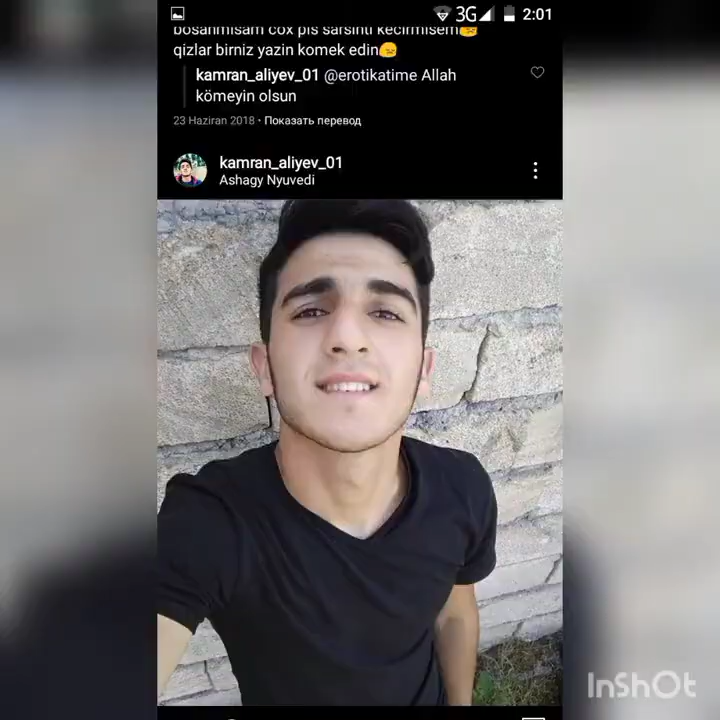 3G 2:01
bosanmisam cox pis sarsinti kecirmisem😠
qizlar birniz yazin komek edin😠
kamran_aliyev_01 @erotikatime Allah
kömeyin olsun
23 Haziran 2018 • Показать перевод
kamran_aliyev_01
Ashagy Nyuvedi
InShOt